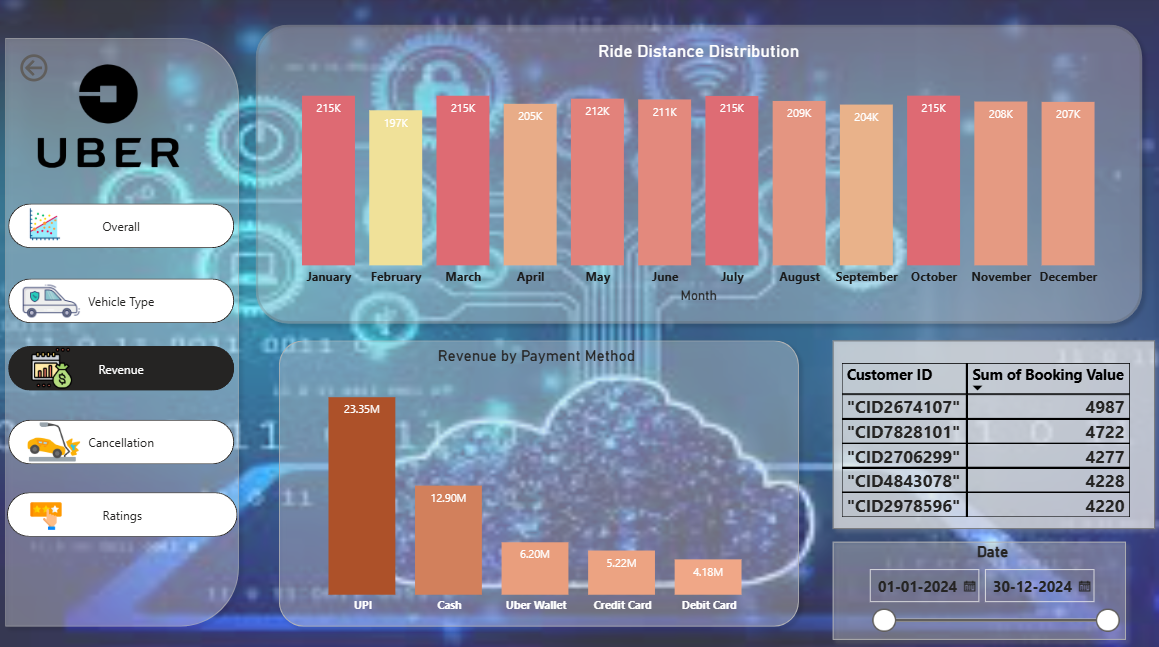 UBER
Overall
Vehicle Type
Revenue
Cancellation
Ratings
Ride Distance Distribution
215K 197K 215K 205K 212K 211K 215K 209K 204K 215K 208K 207K
January February March April May June July August September October November December
Month
Revenue by Payment Method
23.35M 12.90M 6.20M 5.22M 4.18M
UPI Cash Uber Wallet Credit Card Debit Card
Customer ID Sum of Booking Value
"CID2674107" 4987
"CID7828101" 4722
"CID2706299" 4277
"CID4843078" 4228
"CID2978596" 4220
Date
01-01-2024 30-12-2024